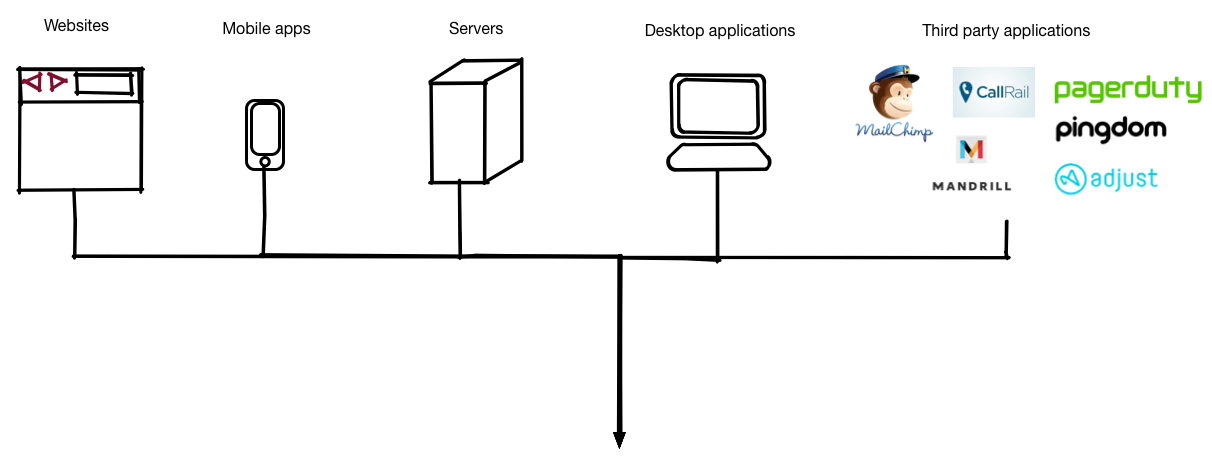 Websites
Mobile apps
Servers
Desktop applications
Third party applications
MailChimp
CallRail
pagerduty
pingdom
MANDRILL
adjust